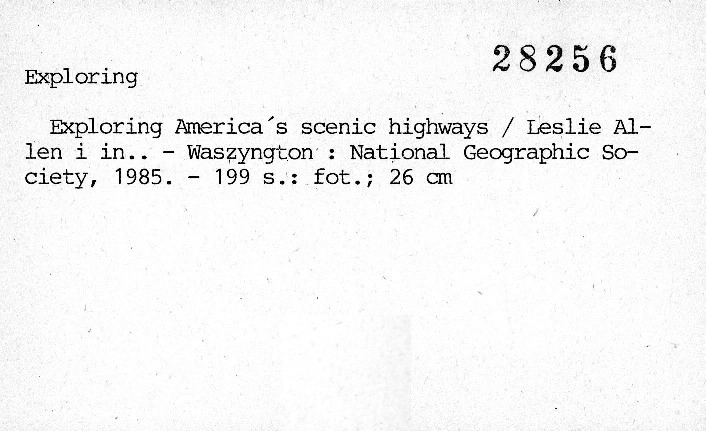 28256
Exploring
Exploring America´s scenic highways / Leslie Al-
len i in.. - Waszyngton : National Geographic So-
ciety, 1985. - 199 s.: fot.; 26 cm